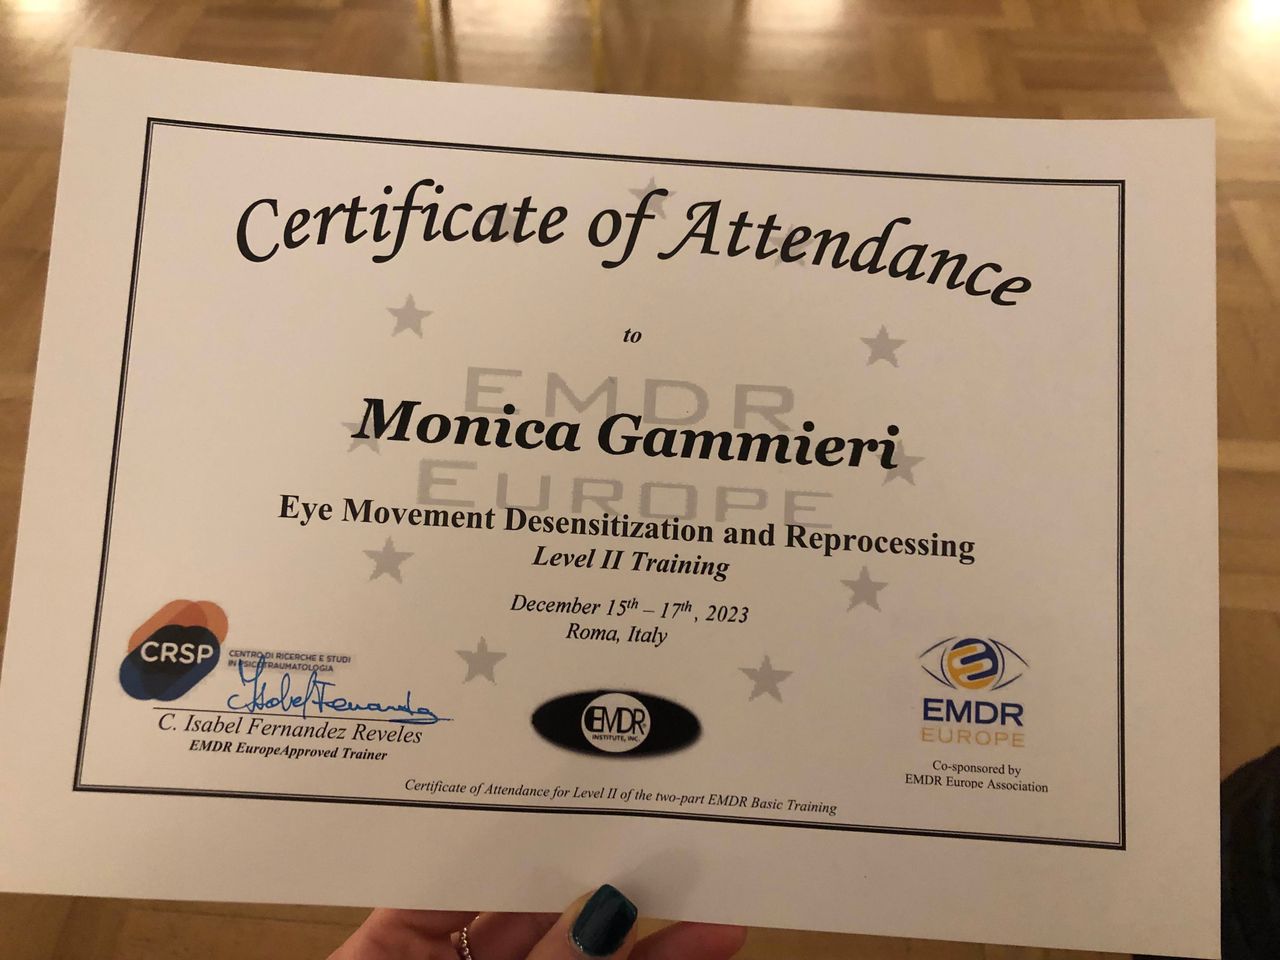 Certificate of Attendance
to
EMDR
Monica Gammieri
EUROPE
Eye Movement Desensitization and Reprocessing
Level II Training
December 15th – 17th, 2023
Roma, Italy
CRSP
CENTRO DI RICERCHE E STUDI
IN PSICOTRAUMATOLOGIA
Isabel Fernandez
C. Isabel Fernandez Reveles
EMDR EuropeApproved Trainer
EMDR
INSTITUTE, INC.
EMDR
EUROPE
Co-sponsored by
EMDR Europe Association
Certificate of Attendance for Level II of the two-part EMDR Basic Training